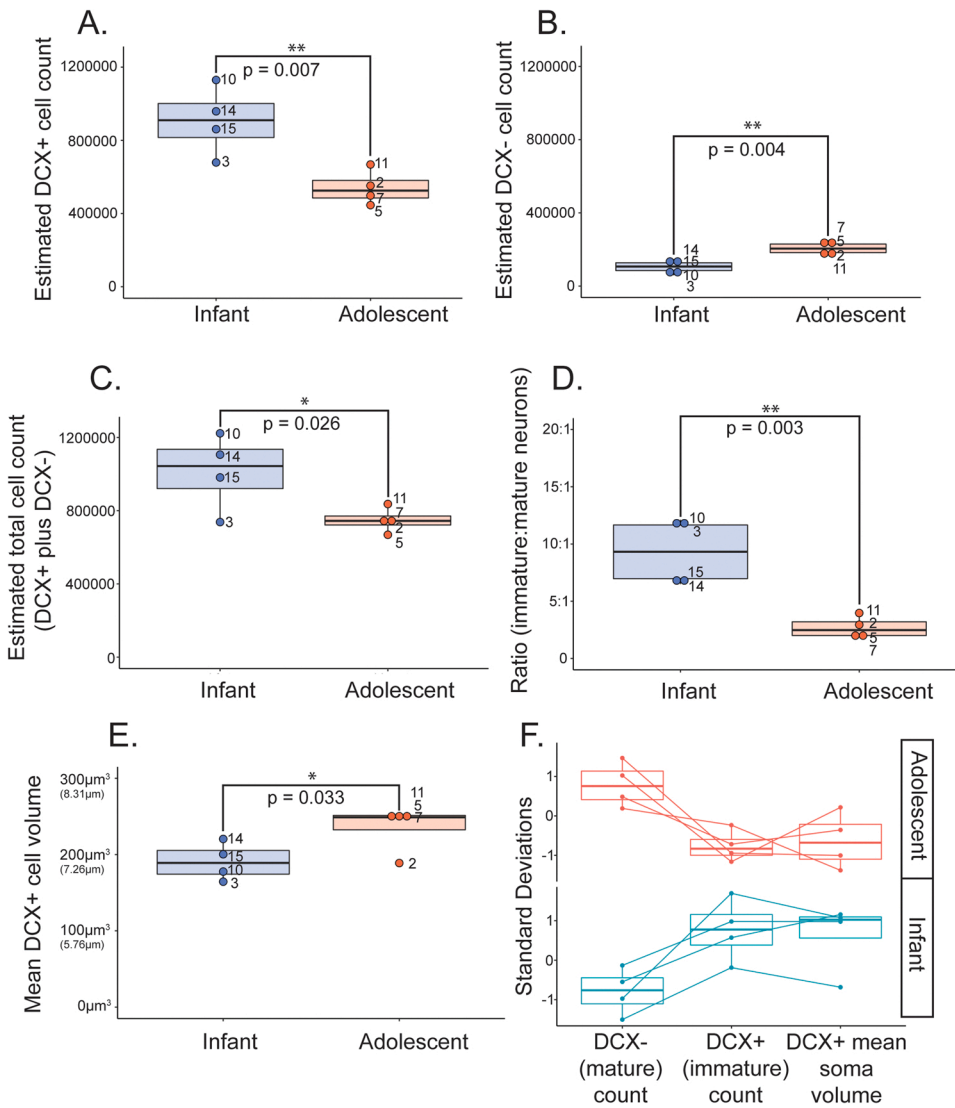 A.
Estimated DCX+ cell count
1200000
800000
400000
0
**
p = 0.007
10
14
15
3
11
2
7
5
Infant
Adolescent
B.
Estimated DCX- cell count
1200000
800000
400000
0
**
p = 0.004
14
15
10
3
7
5
2
11
Infant
Adolescent
C.
Estimated total cell count
(DCX+ plus DCX-)
1200000
800000
400000
0
*
p = 0.026
10
14
15
3
11
7
2
5
Infant
Adolescent
D.
Ratio (immature:mature neurons)
20:1
15:1
10:1
5:1
0
**
p = 0.003
10
3
15
14
11
2
5
7
Infant
Adolescent
E.
Mean DCX+ cell volume
300µm³
(8.31µm)
200µm³
(7.26µm)
100µm³
(5.76µm)
0µm³
*
p = 0.033
14
15
10
3
11
5
7
2
Infant
Adolescent
F.
Standard Deviations
1
0
-1
1
0
-1
Adolescent
Infant
DCX-
(mature)
count
DCX+
(immature)
count
DCX+ mean
soma
volume